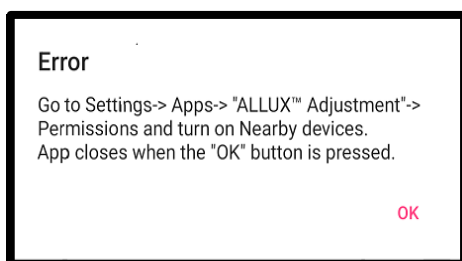 Error
Go to Settings-> Apps-> "ALLUX™ Adjustment"->
Permissions and turn on Nearby devices.
App closes when the "OK" button is pressed.
OK